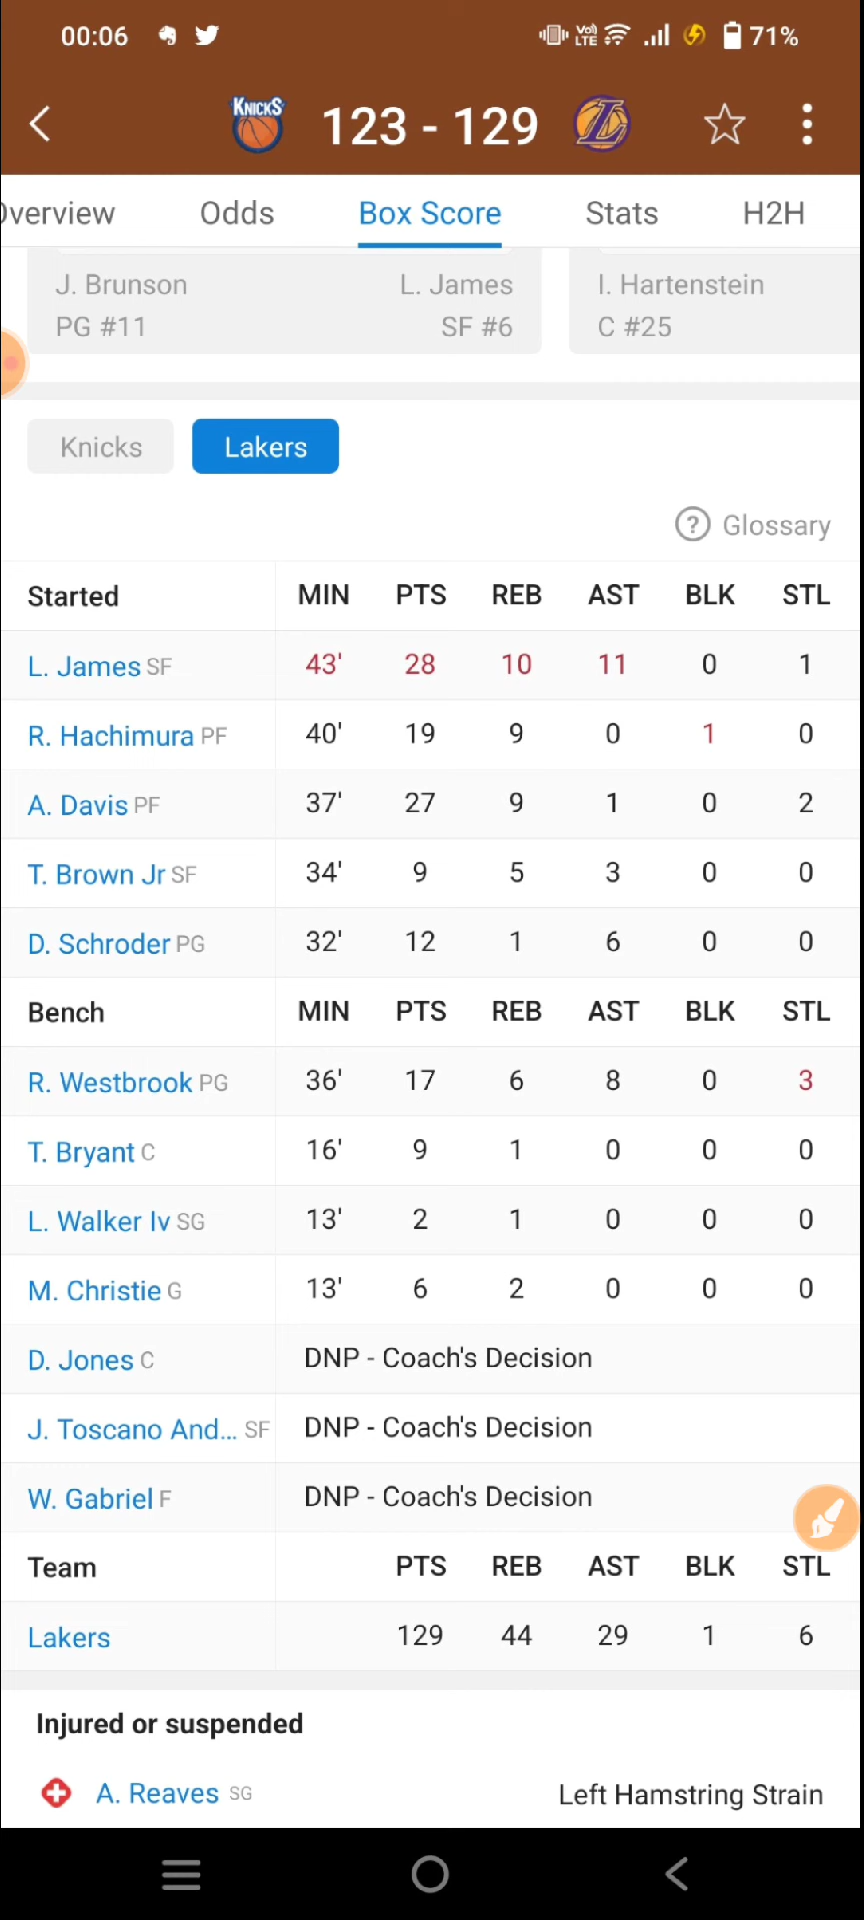 00:06 Vo) LTE 71%
KNICKS 123 - 129 L
Overview Odds Box Score Stats H2H
J. Brunson L. James I. Hartenstein
PG #11 SF #6 C #25
Knicks Lakers
? Glossary
Started MIN PTS REB AST BLK STL
L. James SF 43' 28 10 11 0 1
R. Hachimura PF 40' 19 9 0 1 0
A. Davis PF 37' 27 9 1 0 2
T. Brown Jr SF 34' 9 5 3 0 0
D. Schroder PG 32' 12 1 6 0 0
Bench MIN PTS REB AST BLK STL
R. Westbrook PG 36' 17 6 8 0 3
T. Bryant C 16' 9 1 0 0 0
L. Walker Iv SG 13' 2 1 0 0 0
M. Christie G 13' 6 2 0 0 0
D. Jones C DNP - Coach's Decision
J. Toscano And... SF DNP - Coach's Decision
W. Gabriel F DNP - Coach's Decision
Team PTS REB AST BLK STL
Lakers 129 44 29 1 6
Injured or suspended
A. Reaves SG Left Hamstring Strain